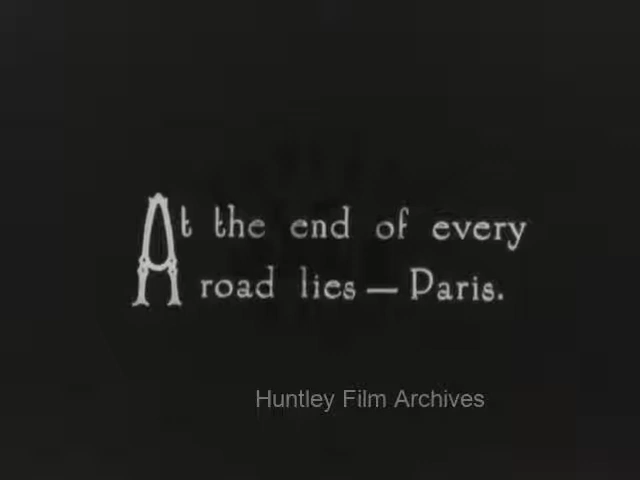 At the end of every
road lies — Paris.
Huntley Film Archives